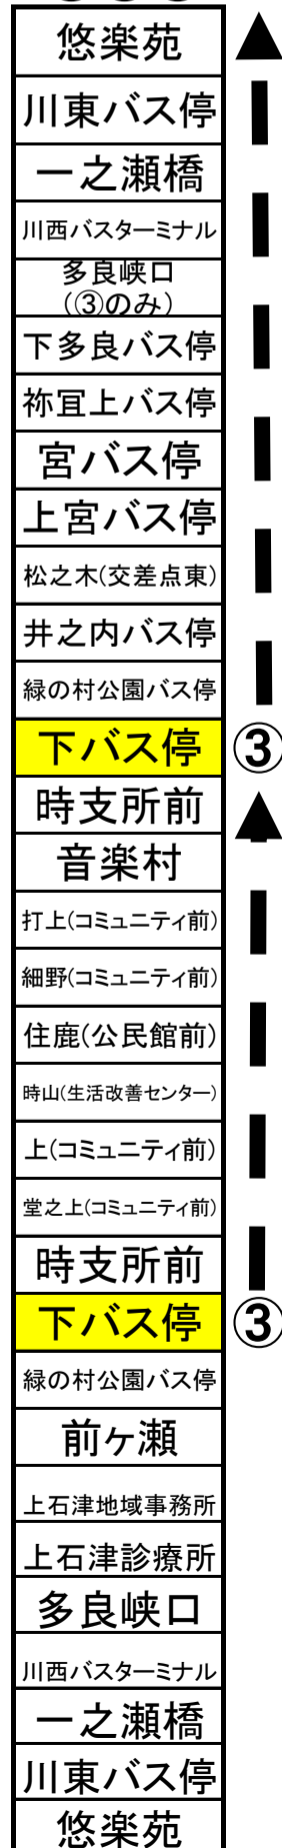 悠楽苑
川東バス停
一之瀬橋
川西バスターミナル
多良峡口
(③のみ)
下多良バス停
祢宜上バス停
宮バス停
上宮バス停
松之木(交差点東)
井之内バス停
緑の村公園バス停
下バス停 ③
時支所前
音楽村
打上(コミュニティ前)
細野(コミュニティ前)
住鹿(公民館前)
時山(生活改善センター)
上(コミュニティ前)
堂之上(コミュニティ前)
時支所前
下バス停 ③
緑の村公園バス停
前ヶ瀬
上石津地域事務所
上石津診療所
多良峡口
川西バスターミナル
一之瀬橋
川東バス停
悠楽苑